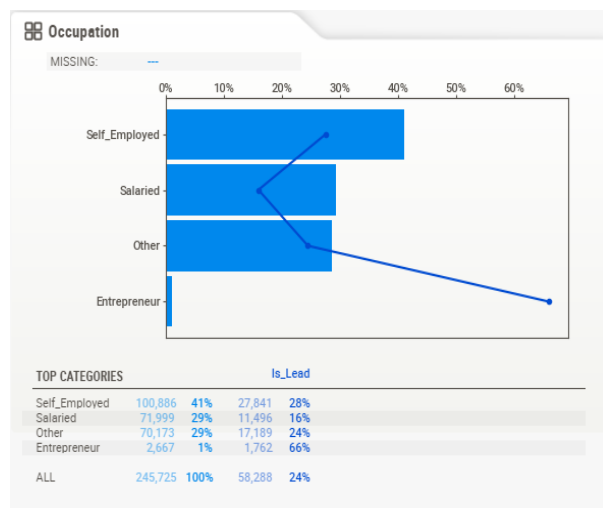 Occupation
MISSING: ---
0% 10% 20% 30% 40% 50% 60%
Self_Employed
Salaried
Other
Entrepreneur
TOP CATEGORIES Is_Lead
Self_Employed 100,886 41% 27,841 28%
Salaried 71,999 29% 11,496 16%
Other 70,173 29% 17,189 24%
Entrepreneur 2,667 1% 1,762 66%
ALL 245,725 100% 58,288 24%